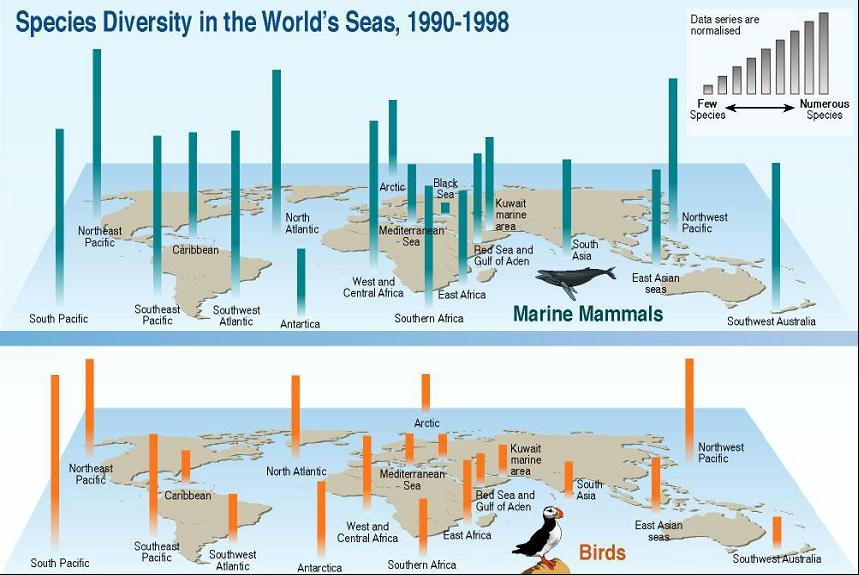 Species Diversity in the World's Seas, 1990-1998
Data series are
normalised
Few
Species
Numerous
Species
Arctic
Black
Sea
Northeast
Pacific
Caribbean
North
Atlantic
Mediterranean
Sea
Kuwait
marine
area
Northwest
Pacific
Red Sea and
Gulf of Aden
South
Asia
West and
Central Africa
East Africa
East Asian
seas
South Pacific
Southeast
Pacific
Southwest
Atlantic
Antartica
Southern Africa
Marine Mammals
Southwest Australia
Arctic
Northeast
Pacific
Caribbean
North Atlantic
Mediterranean
Sea
Kuwait
marine
area
Northwest
Pacific
Red Sea and
Gulf of Aden
South
Asia
West and
Central Africa
East Africa
East Asian
seas
South Pacific
Southeast
Pacific
Southwest
Atlantic
Antarctica
Southern Africa
Birds
Southwest Australia